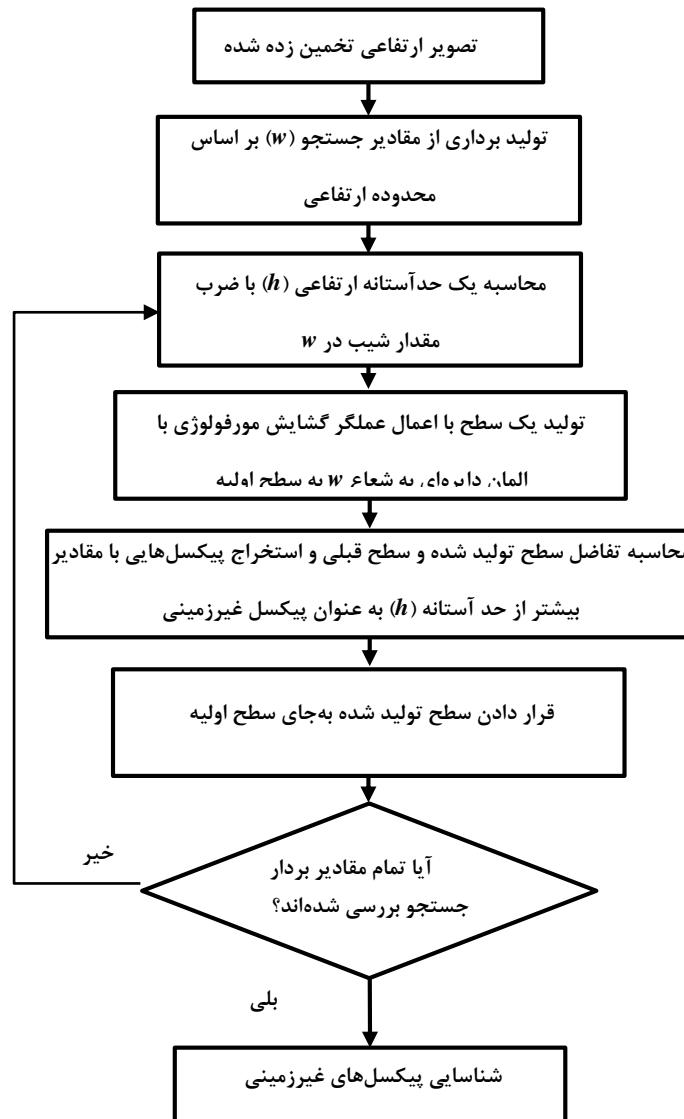 تصویر ارتفاعی تخمین زده شده
تولید برداری از مقادیر جستجو (w) بر اساس
محدوده ارتفاعی
محاسبه یک حدآستانه ارتفاعی (h) با ضرب
مقدار شیب در w
تولید یک سطح با اعمال عملگر گشایش مورفولوژی با
المان دایره‌ای به شعاع w به سطح اولیه
محاسبه تفاضل سطح تولید شده و سطح قبلی و استخراج پیکسل‌هایی با مقادیر
بیشتر از حد آستانه (h) به عنوان پیکسل غیرزمینی
قرار دادن سطح تولید شده به‌جای سطح اولیه
آیا تمام مقادیر بردار
جستجو بررسی شده‌اند؟
خیر
بلی
شناسایی پیکسل‌های غیرزمینی